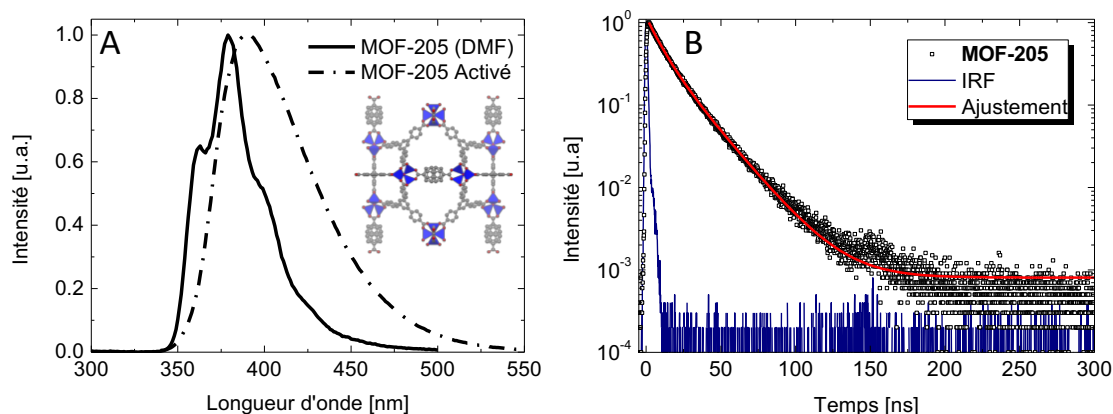 A
MOF-205 (DMF)
MOF-205 Activé
Intensité [u.a.]
1.0
0.8
0.6
0.4
0.2
0.0
300 350 400 450 500 550
Longueur d'onde [nm]
B
MOF-205
IRF
Ajustement
Intensité [u.a]
10⁰
10⁻¹
10⁻²
10⁻³
10⁻⁴
0 50 100 150 200 250 300
Temps [ns]